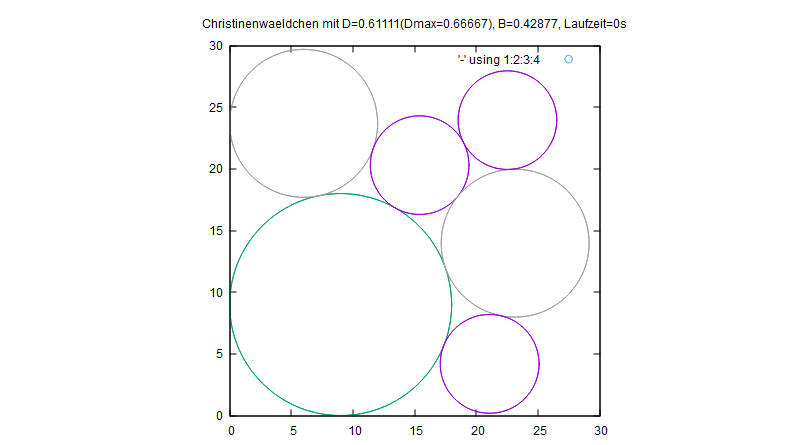 Christinenwaeldchen mit D=0.61111(Dmax=0.66667), B=0.42877, Laufzeit=0s
30
'-' using 1:2:3:4
25
20
15
10
5
0
0 5 10 15 20 25 30